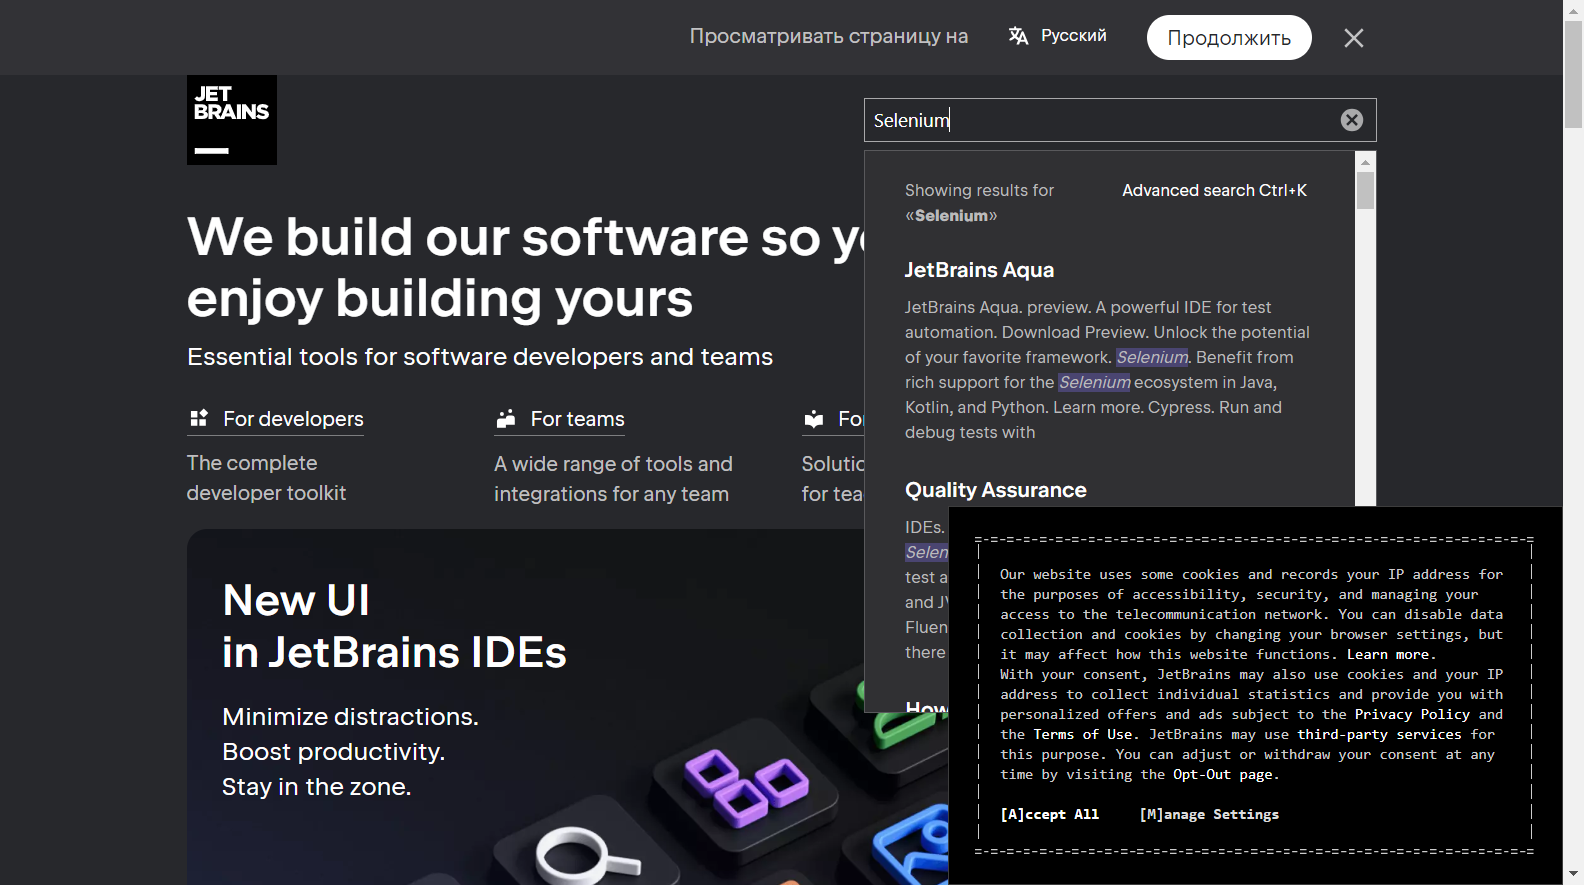 Просматривать страницу на
Русский
Продолжить
JET
BRAINS
Selenium
Showing results for
«Selenium»
Advanced search Ctrl+K
We build our software so
enjoy building yours
Essential tools for software developers and teams
For developers
The complete
developer toolkit
For teams
A wide range of tools and
integrations for any team
for
JetBrains Aqua
JetBrains Aqua. preview. A powerful IDE for test
automation. Download Preview. Unlock the potential
of your favorite framework. Selenium. Benefit from
rich support for the Selenium ecosystem in Java,
Kotlin, and Python. Learn more. Cypress. Run and
debug tests with
Quality Assurance
IDEs.
test
and
there
New UI
in JetBrains IDEs
Minimize distractions.
Boost productivity.
Stay in the zone.
Our website uses some cookies and records your IP address for
the purposes of accessibility, security, and managing your
access to the telecommunication network. You can disable data
collection and cookies by changing your browser settings, but
it may affect how this website functions. Learn more.
With your consent, JetBrains may also use cookies and your IP
address to collect individual statistics and provide you with
personalized offers and ads subject to the Privacy Policy and
the Terms of Use. JetBrains may use third-party services for
this purpose. You can adjust or withdraw your consent at any
time by visiting the Opt-Out page.
[A]ccept All
[M]anage Settings